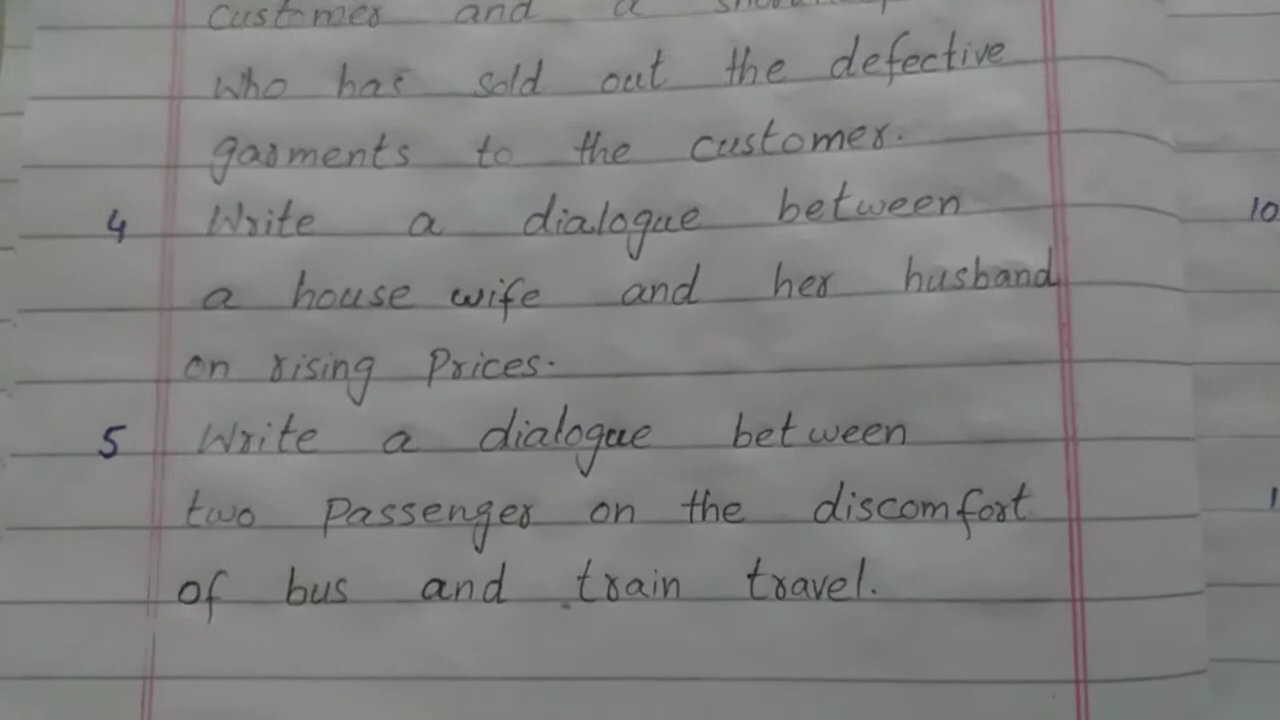 customer and a
who has sold out the defective
garments to the customer.
4 Write a dialogue between 10
a house wife and her husband
on rising Prices.
5 Write a dialogue between
two Passenger on the discomfort
of bus and train travel.